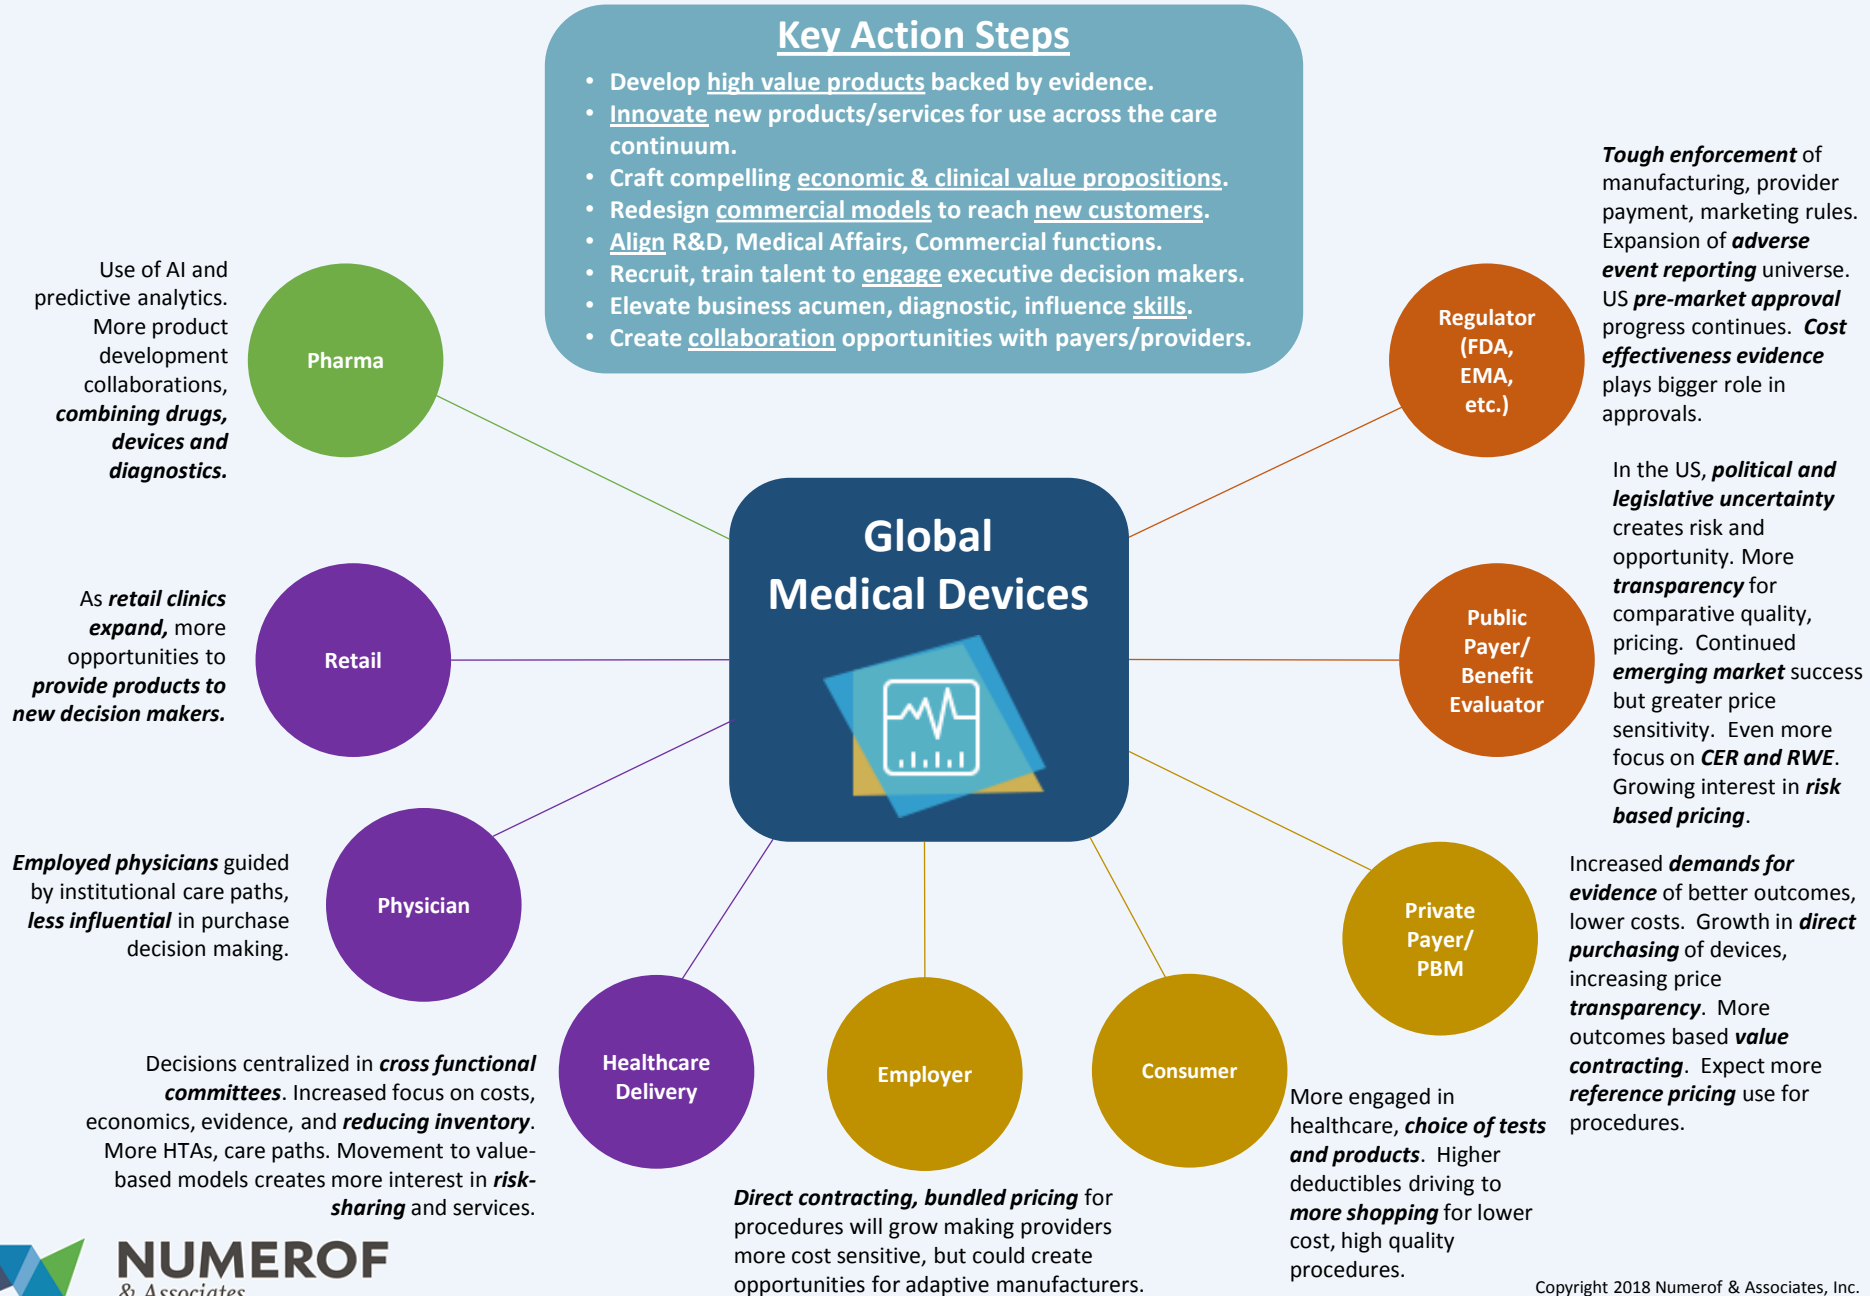 Key Action Steps
• Develop high value products backed by evidence.
• Innovate new products/services for use across the care
continuum.
• Craft compelling economic & clinical value propositions.
• Redesign commercial models to reach new customers.
• Align R&D, Medical Affairs, Commercial functions.
• Recruit, train talent to engage executive decision makers.
• Elevate business acumen, diagnostic, influence skills.
• Create collaboration opportunities with payers/providers.
Use of AI and
predictive analytics.
More product
development
collaborations,
combining drugs,
devices and
diagnostics.
Pharma
Regulator
(FDA,
EMA,
etc.)
Tough enforcement of
manufacturing, provider
payment, marketing rules.
Expansion of adverse
event reporting universe.
US pre-market approval
progress continues. Cost
effectiveness evidence
plays bigger role in
approvals.
Global
Medical Devices
As retail clinics
expand, more
opportunities to
provide products to
new decision makers.
Retail
Public
Payer/
Benefit
Evaluator
In the US, political and
legislative uncertainty
creates risk and
opportunity. More
transparency for
comparative quality,
pricing. Continued
emerging market success
but greater price
sensitivity. Even more
focus on CER and RWE.
Growing interest in risk
based pricing.
Employed physicians guided
by institutional care paths,
less influential in purchase
decision making.
Physician
Private
Payer/
PBM
Increased demands for
evidence of better outcomes,
lower costs. Growth in direct
purchasing of devices,
increasing price
transparency. More
outcomes based value
contracting. Expect more
reference pricing use for
procedures.
Decisions centralized in cross functional
committees. Increased focus on costs,
economics, evidence, and reducing inventory.
More HTAs, care paths. Movement to value-
based models creates more interest in risk-
sharing and services.
Healthcare
Delivery
Employer
Direct contracting, bundled pricing for
procedures will grow making providers
more cost sensitive, but could create
opportunities for adaptive manufacturers.
Consumer
More engaged in
healthcare, choice of tests
and products. Higher
deductibles driving to
more shopping for lower
cost, high quality
procedures.
NUMEROF
& Associates
Copyright 2018 Numerof & Associates, Inc.